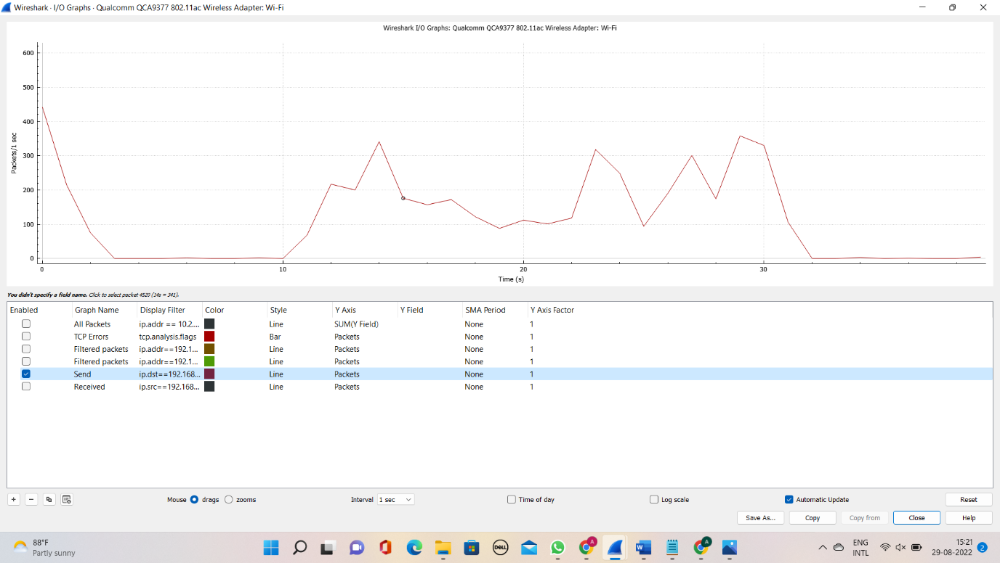 Wireshark · I/O Graphs · Qualcomm QCA9377 802.11ac Wireless Adapter: Wi-Fi
Wireshark I/O Graphs: Qualcomm QCA9377 802.11ac Wireless Adapter: Wi-Fi
600
500
400
300
200
100
0
Packets/1 sec
0 10 20 30
Time (s)
You didn't specify a field name. Click to select packet 4520 (14s = 341).
Enabled Graph Name Display Filter Color Style Y Axis Y Field SMA Period Y Axis Factor
All Packets ip.addr == 10.2.... Line SUM(Y Field) None 1
TCP Errors tcp.analysis.flags Bar Packets None 1
Filtered packets ip.addr==192.1... Line Packets None 1
Filtered packets ip.addr==192.1... Line Packets None 1
Send ip.dst==192.168... Line Packets None 1
Received ip.src==192.168... Line Packets None 1
Mouse drags zooms Interval 1 sec Time of day Log scale Automatic Update Reset
Save As... Copy Copy from Close Help
88°F
Partly sunny
DELL
W
A
A
ENG
INTL
15:21
29-08-2022
2